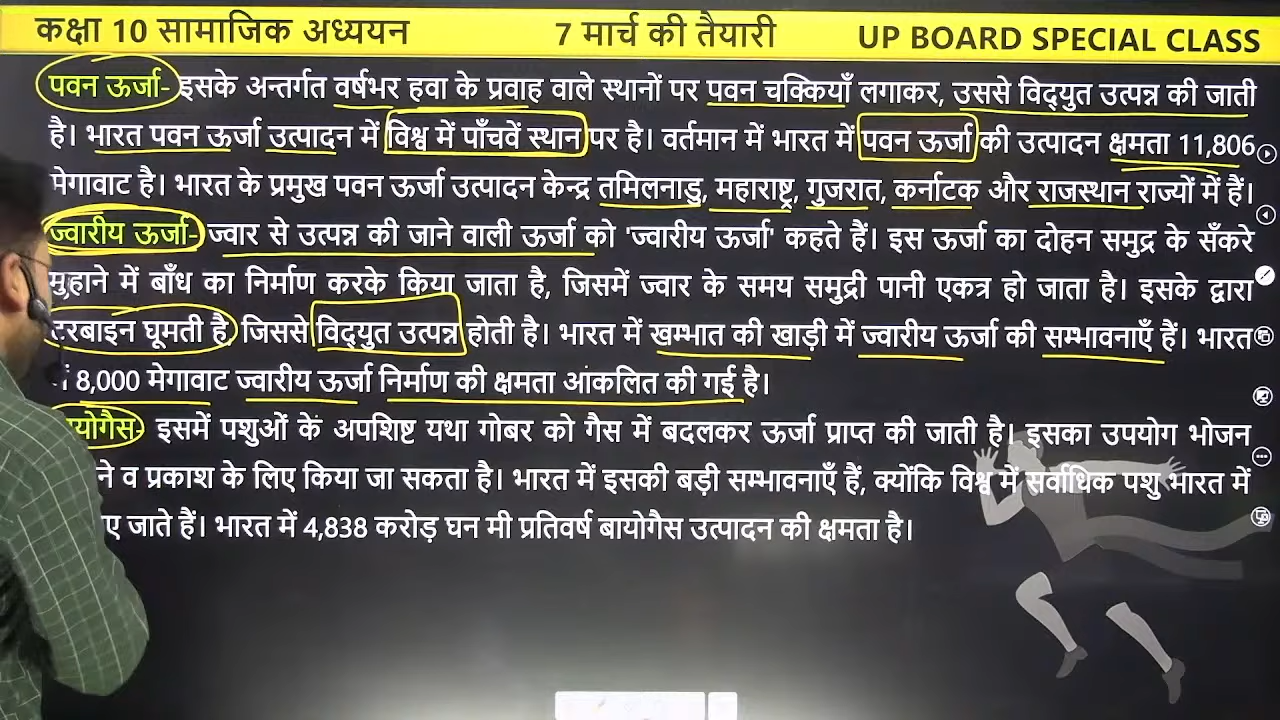 कक्षा 10 सामाजिक अध्ययन 7 मार्च की तैयारी UP BOARD SPECIAL CLASS
पवन ऊर्जा- इसके अन्तर्गत वर्षभर हवा के प्रवाह वाले स्थानों पर पवन चक्कियाँ लगाकर, उससे विद्युत उत्पन्न की जाती
है। भारत पवन ऊर्जा उत्पादन में विश्व में पाँचवें स्थान पर है। वर्तमान में भारत में पवन ऊर्जा की उत्पादन क्षमता 11,806
मेगावाट है। भारत के प्रमुख पवन ऊर्जा उत्पादन केन्द्र तमिलनाडु, महाराष्ट्र, गुजरात, कर्नाटक और राजस्थान राज्यों में हैं।
ज्वारीय ऊर्जा- ज्वार से उत्पन्न की जाने वाली ऊर्जा को 'ज्वारीय ऊर्जा' कहते हैं। इस ऊर्जा का दोहन समुद्र के सँकरे
मुहाने में बाँध का निर्माण करके किया जाता है, जिसमें ज्वार के समय समुद्री पानी एकत्र हो जाता है। इसके द्वारा
टरबाइन घूमती है, जिससे विद्युत उत्पन्न होती है। भारत में खम्भात की खाड़ी में ज्वारीय ऊर्जा की सम्भावनाएँ हैं। भारत
8,000 मेगावाट ज्वारीय ऊर्जा निर्माण की क्षमता आंकलित की गई है।
इसमें पशुओं के अपशिष्ट यथा गोबर को गैस में बदलकर ऊर्जा प्राप्त की जाती है। इसका उपयोग भोजन
व प्रकाश के लिए किया जा सकता है। भारत में इसकी बड़ी सम्भावनाएँ हैं, क्योंकि विश्व में सर्वाधिक पशु भारत में
जाते हैं। भारत में 4,838 करोड़ घन मी प्रतिवर्ष बायोगैस उत्पादन की क्षमता है।